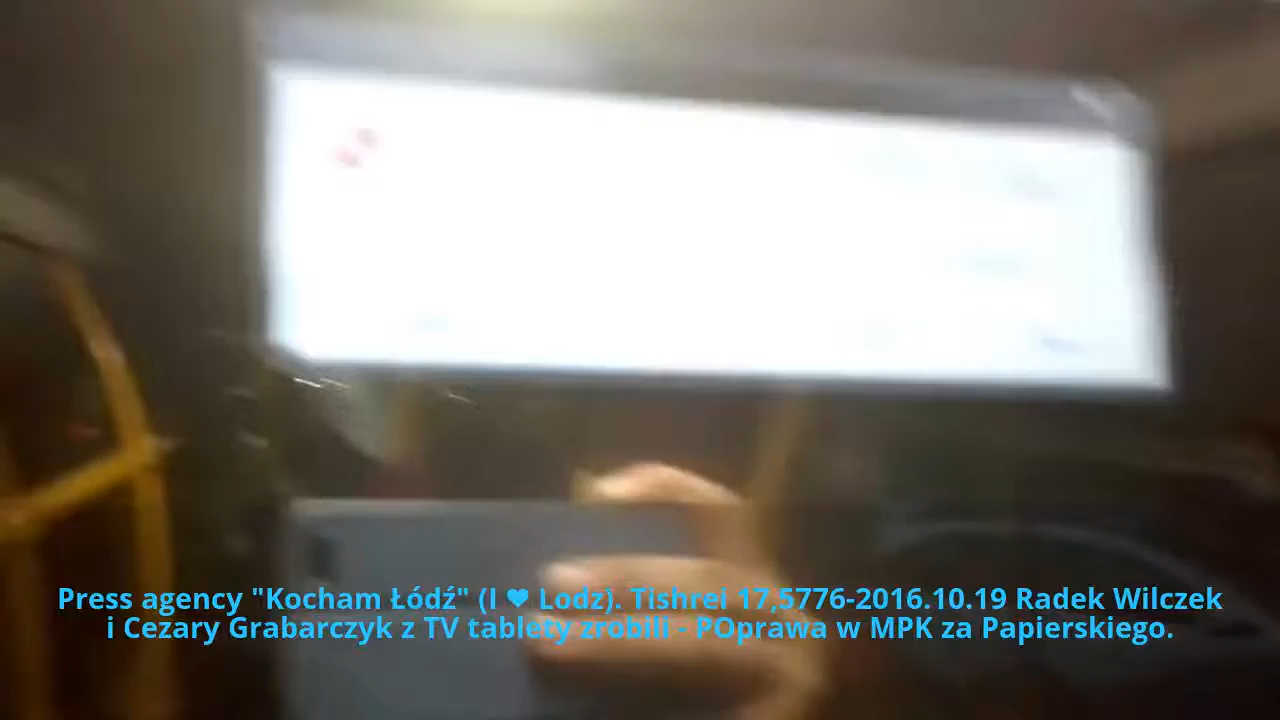 Press agency "Kocham Łódź" (I ❤ Lodz). Tishrei 17,5776-2016.10.19 Radek Wilczek
i Cezary Grabarczyk z TV tablety zrobili - POprawa w MPK za Papierskiego.